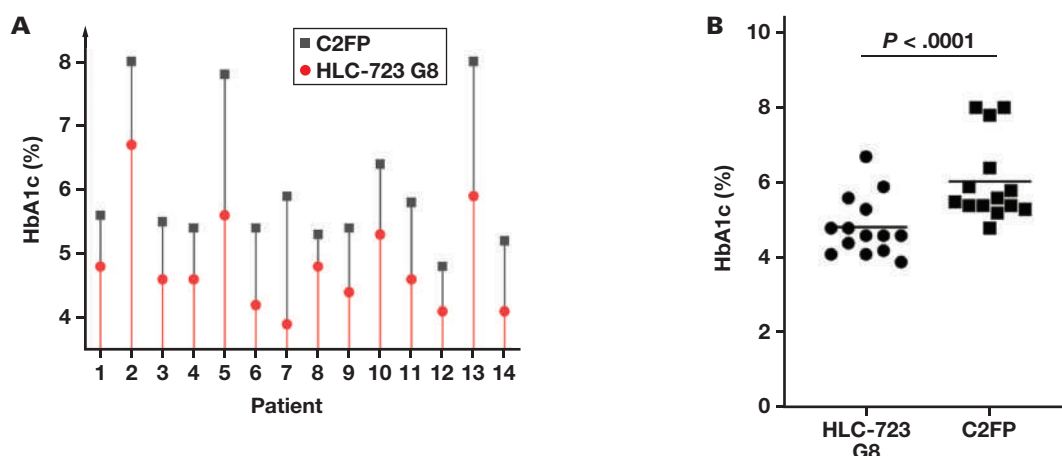 A
C2FP
HLC-723 G8
HbA1c (%)
8
7
6
5
4
1 2 3 4 5 6 7 8 9 10 11 12 13 14
Patient
B
P < .0001
HbA1c (%)
10
8
6
4
2
0
HLC-723
G8
C2FP